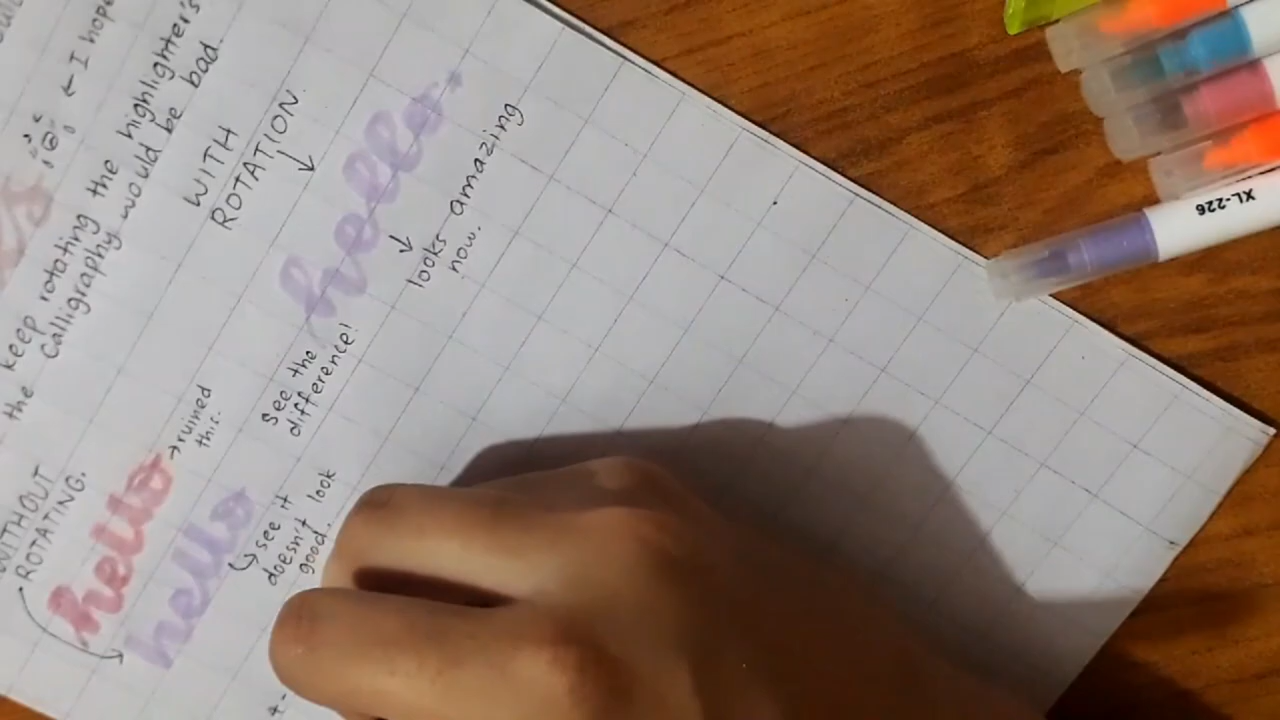 ← I hope
the keep rotating the highlighter's
Calligraphy would be bad.
WITHOUT
ROTATING.
hello
→ ruined
this.
hello
↳ see it
doesn't look
good.
WITH
ROTATION.
↓
hello
See the
difference!
↓
looks amazing
now.
XL-226